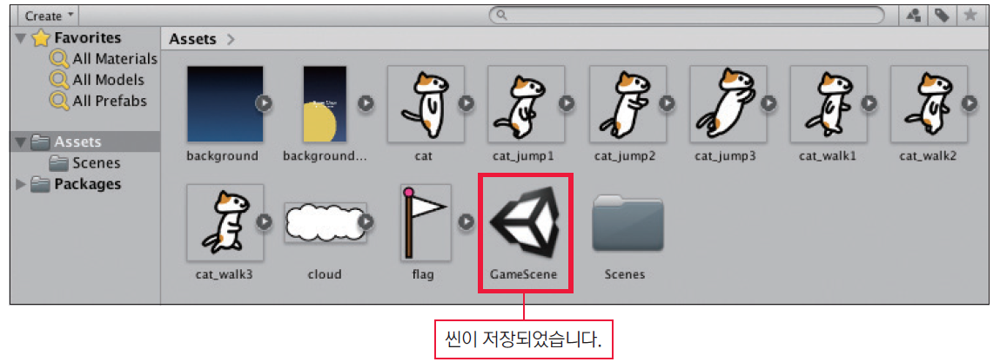 Create
Favorites
All Materials
All Models
All Prefabs
Assets
Scenes
Packages
Assets
background
background...
cat
cat_jump1
cat_jump2
cat_jump3
cat_walk1
cat_walk2
cat_walk3
cloud
flag
GameScene
Scenes
씬이 저장되었습니다.